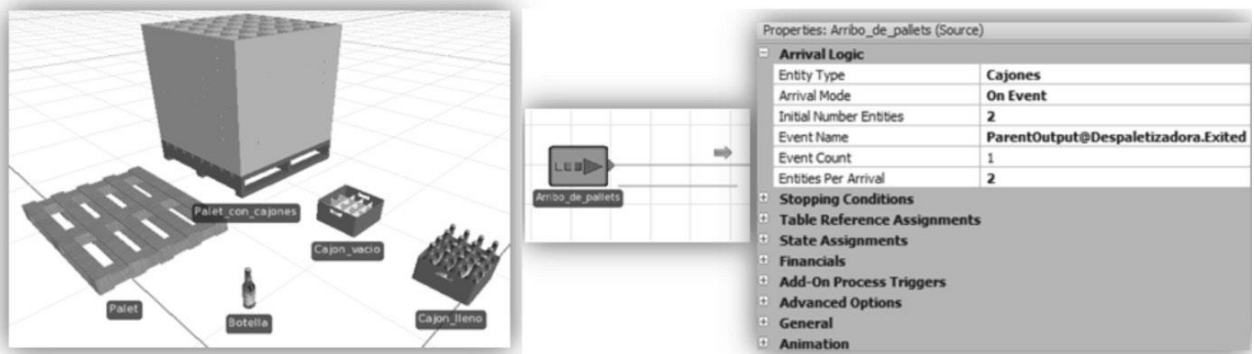 Palet_con_cajones
Cajon_vacio
Palet
Botella
Cajon_lleno
Arribo_de_pallets
Properties: Arribo_de_pallets (Source)
Arrival Logic
Entity Type Cajones
Arrival Mode On Event
Initial Number Entities 2
Event Name ParentOutput@Despaletizadora.Exited
Event Count 1
Entities Per Arrival 2
Stopping Conditions
Table Reference Assignments
State Assignments
Financials
Add-On Process Triggers
Advanced Options
General
Animation